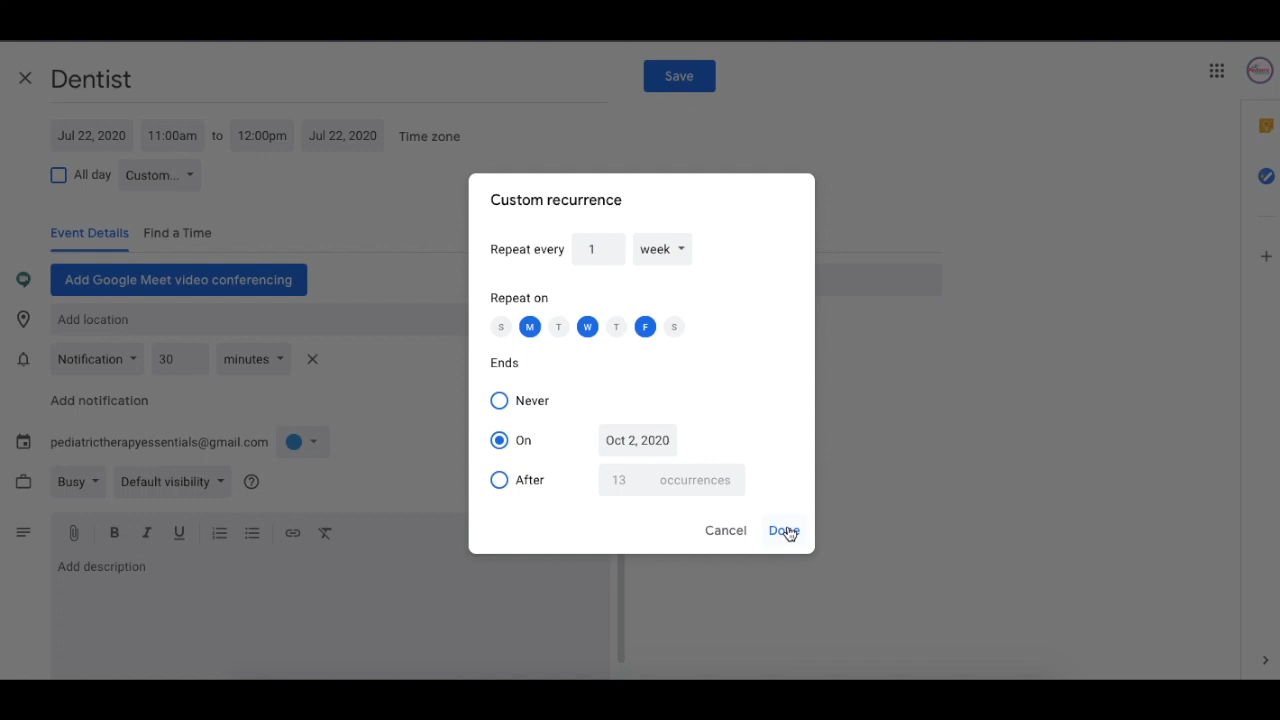 Dentist
Save
Jul 22, 2020 11:00am to 12:00pm Jul 22, 2020 Time zone
All day Custom...
Event Details Find a Time
Add Google Meet video conferencing
Add location
Notification 30 minutes
Add notification
pediatrictherapyessentials@gmail.com
Busy Default visibility
B I U
Add description
Custom recurrence
Repeat every 1 week
Repeat on
S M T W T F S
Ends
Never
On Oct 2, 2020
After 13 occurrences
Cancel Done